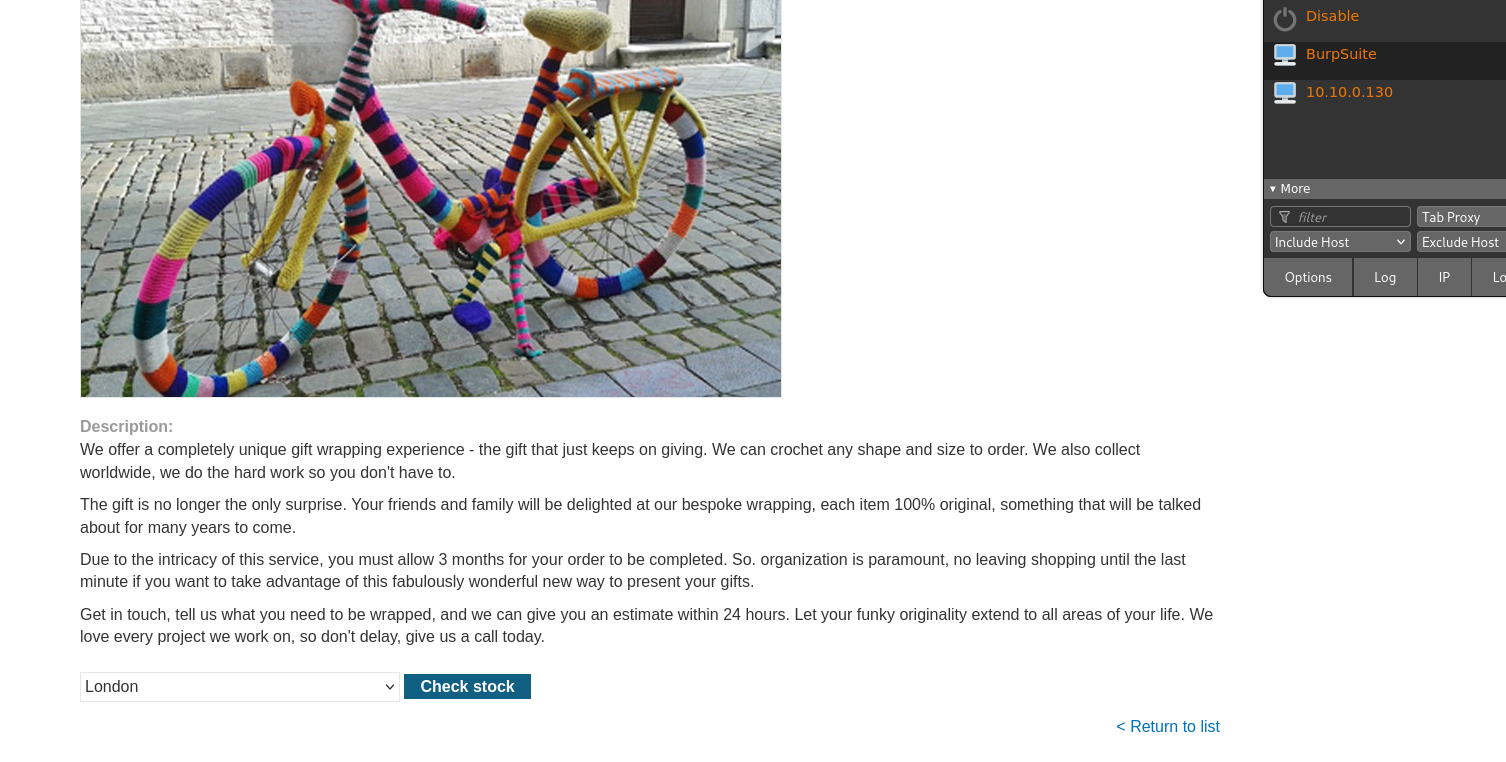 Disable
BurpSuite
10.10.0.130
▾ More
filter
Tab Proxy
Include Host
Exclude Host
Options
Log
IP
Description:
We offer a completely unique gift wrapping experience - the gift that just keeps on giving. We can crochet any shape and size to order. We also collect
worldwide, we do the hard work so you don't have to.
The gift is no longer the only surprise. Your friends and family will be delighted at our bespoke wrapping, each item 100% original, something that will be talked
about for many years to come.
Due to the intricacy of this service, you must allow 3 months for your order to be completed. So. organization is paramount, no leaving shopping until the last
minute if you want to take advantage of this fabulously wonderful new way to present your gifts.
Get in touch, tell us what you need to be wrapped, and we can give you an estimate within 24 hours. Let your funky originality extend to all areas of your life. We
love every project we work on, so don't delay, give us a call today.
London
Check stock
< Return to list